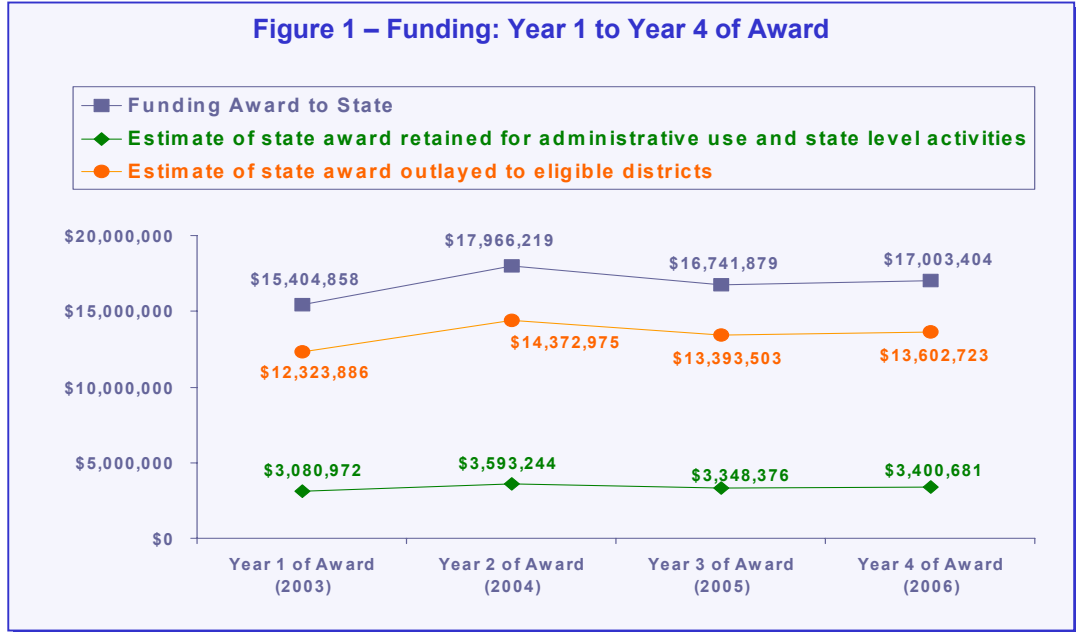 Figure 1 – Funding: Year 1 to Year 4 of Award
Funding Award to State
Estimate of state award retained for administrative use and state level activities
Estimate of state award outlayed to eligible districts
$20,000,000
$15,000,000
$10,000,000
$5,000,000
$0
$15,404,858
$17,966,219
$16,741,879
$17,003,404
$12,323,886
$14,372,975
$13,393,503
$13,602,723
$3,080,972
$3,593,244
$3,348,376
$3,400,681
Year 1 of Award
(2003)
Year 2 of Award
(2004)
Year 3 of Award
(2005)
Year 4 of Award
(2006)